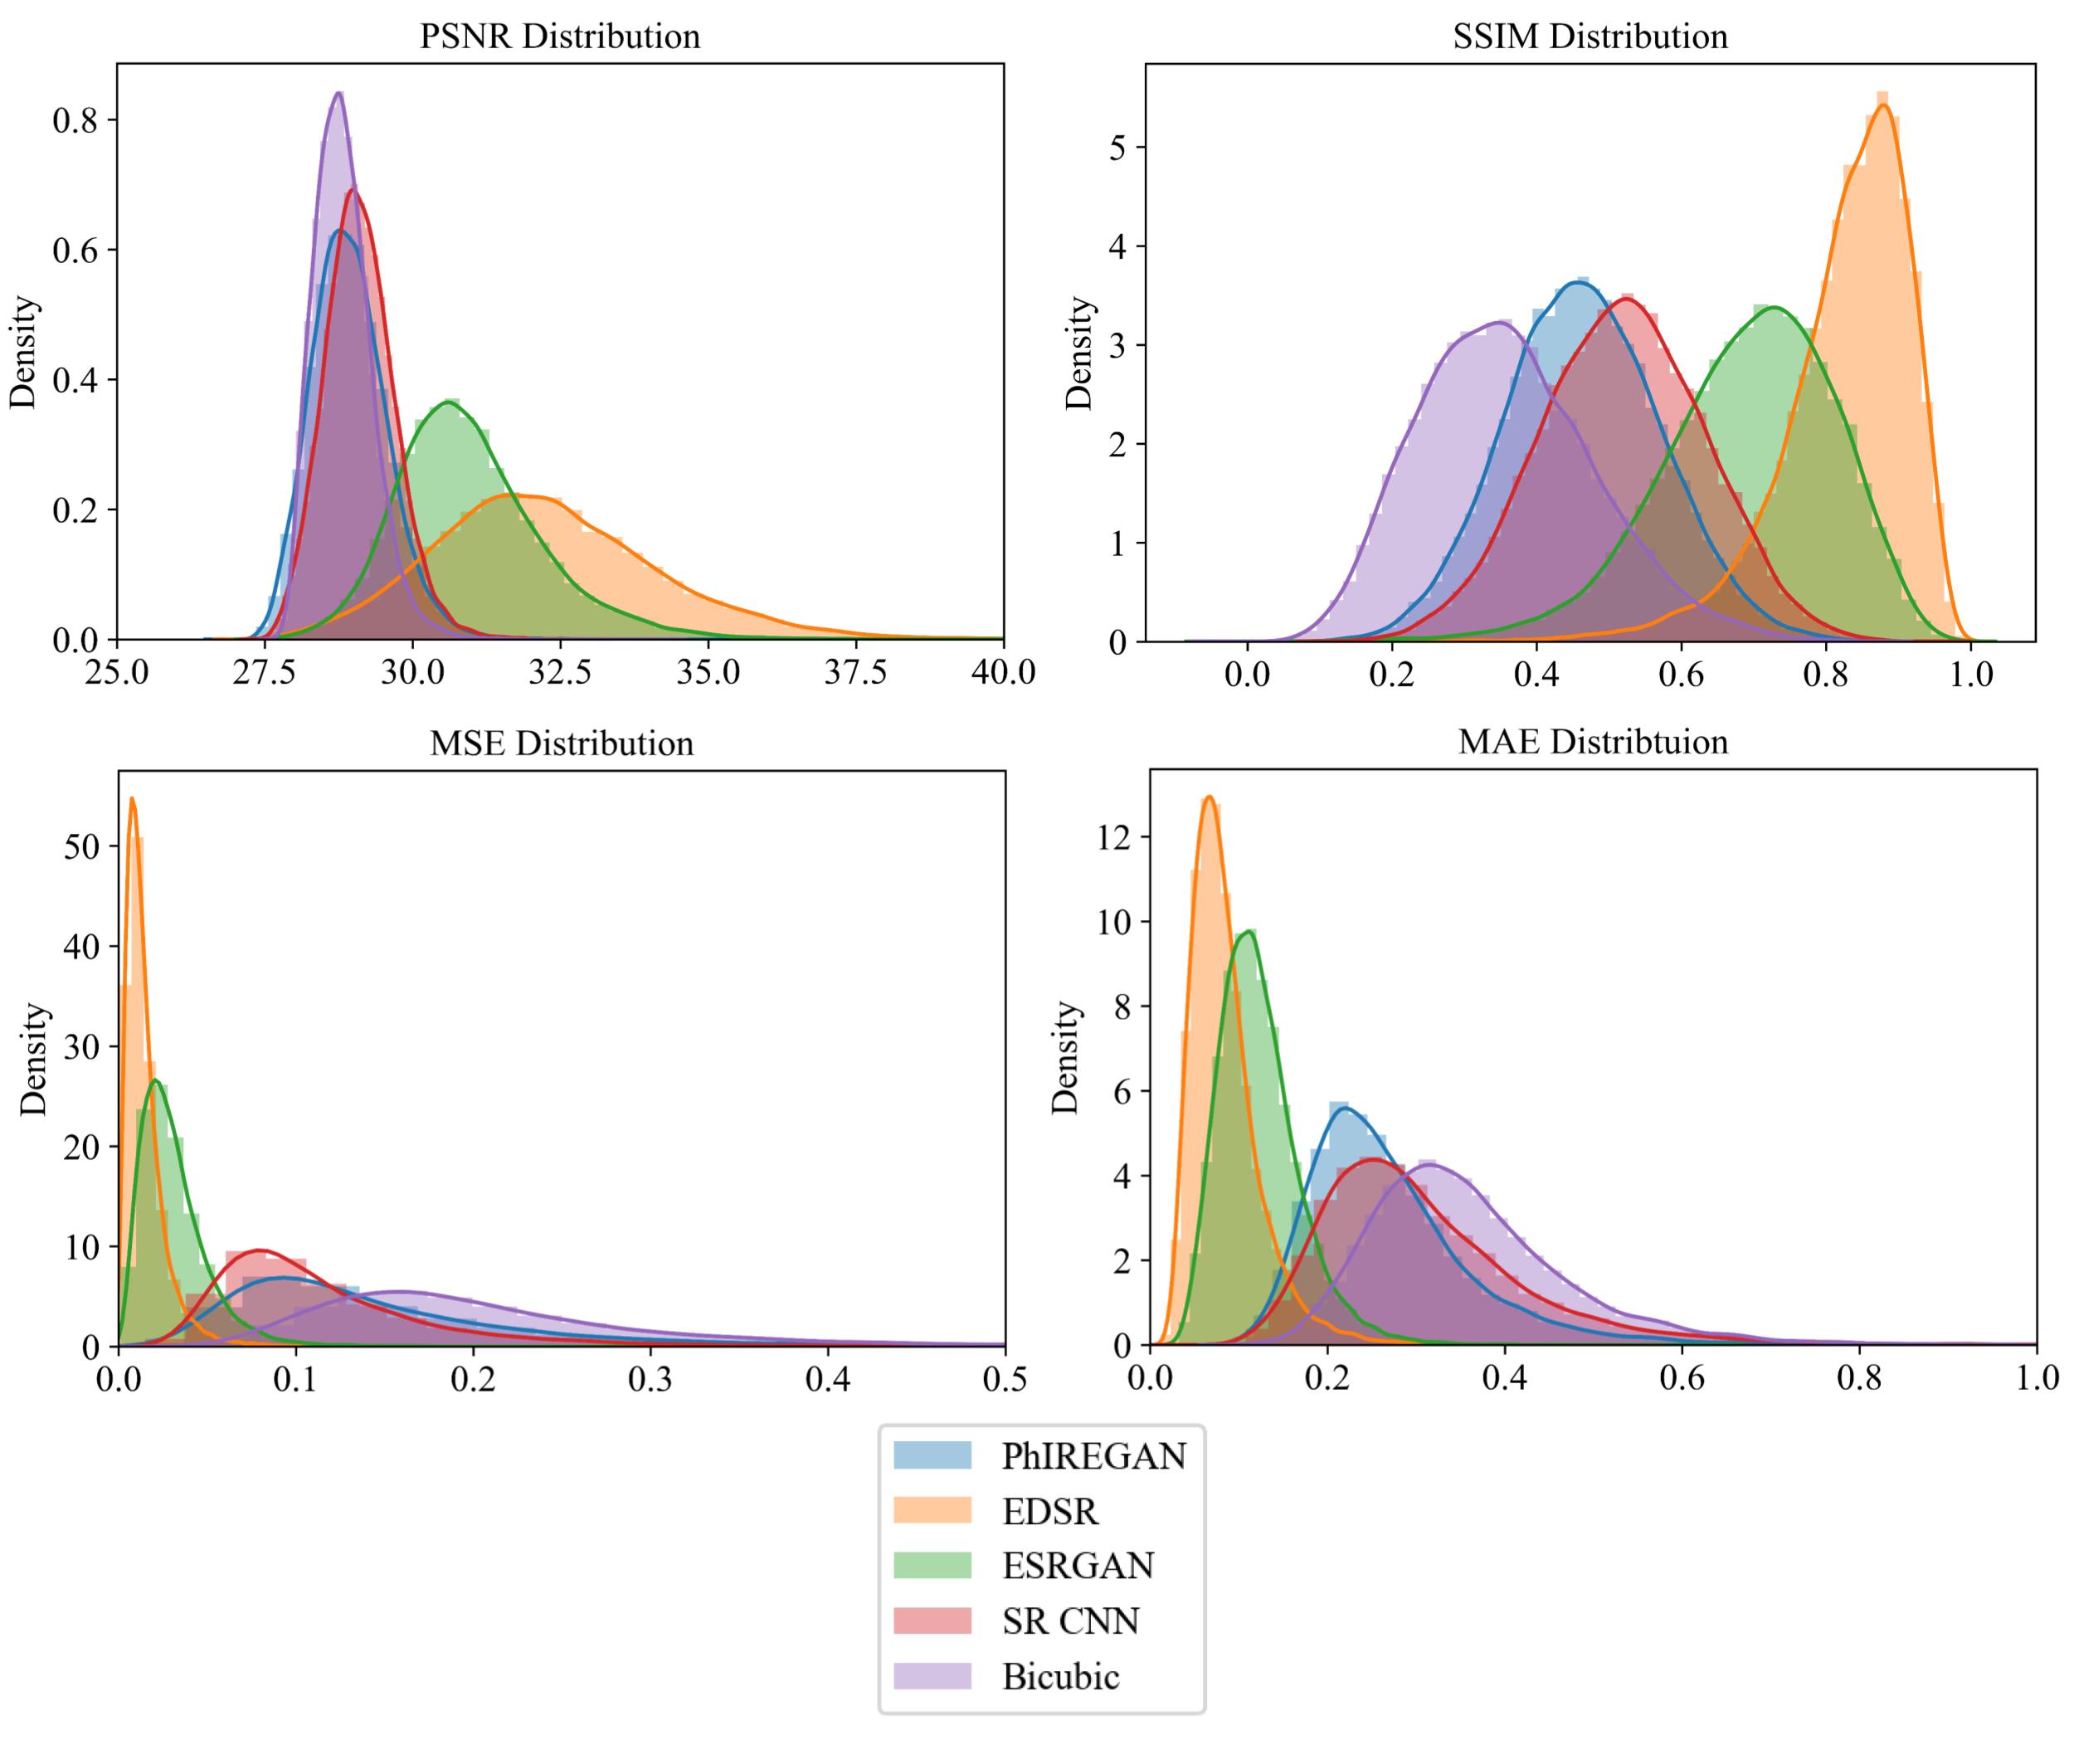 PSNR Distribution
Density
0.8
0.6
0.4
0.2
0.0
25.0 27.5 30.0 32.5 35.0 37.5 40.0
SSIM Distribution
Density
5
4
3
2
1
0
0.0 0.2 0.4 0.6 0.8 1.0
MSE Distribution
Density
50
40
30
20
10
0
0.0 0.1 0.2 0.3 0.4 0.5
MAE Distribtuion
Density
12
10
8
6
4
2
0
0.0 0.2 0.4 0.6 0.8 1.0
PhIREGAN
EDSR
ESRGAN
SR CNN
Bicubic